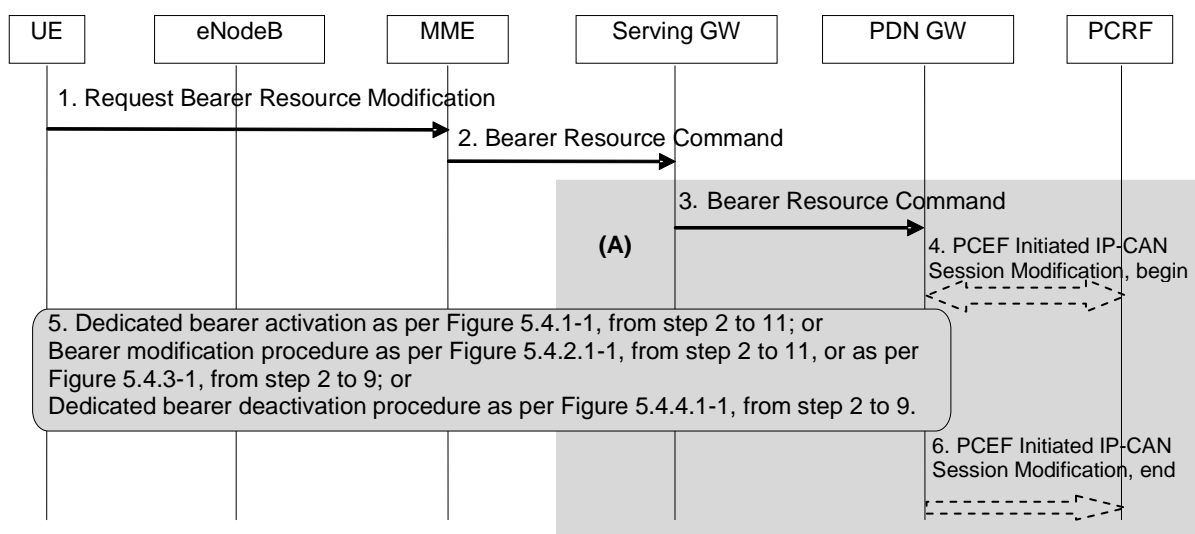 UE eNodeB MME Serving GW PDN GW PCRF
1. Request Bearer Resource Modification
2. Bearer Resource Command
3. Bearer Resource Command
(A)
4. PCEF Initiated IP-CAN
Session Modification, begin
5. Dedicated bearer activation as per Figure 5.4.1-1, from step 2 to 11; or
Bearer modification procedure as per Figure 5.4.2.1-1, from step 2 to 11, or as per
Figure 5.4.3-1, from step 2 to 9; or
Dedicated bearer deactivation procedure as per Figure 5.4.4.1-1, from step 2 to 9.
6. PCEF Initiated IP-CAN
Session Modification, end